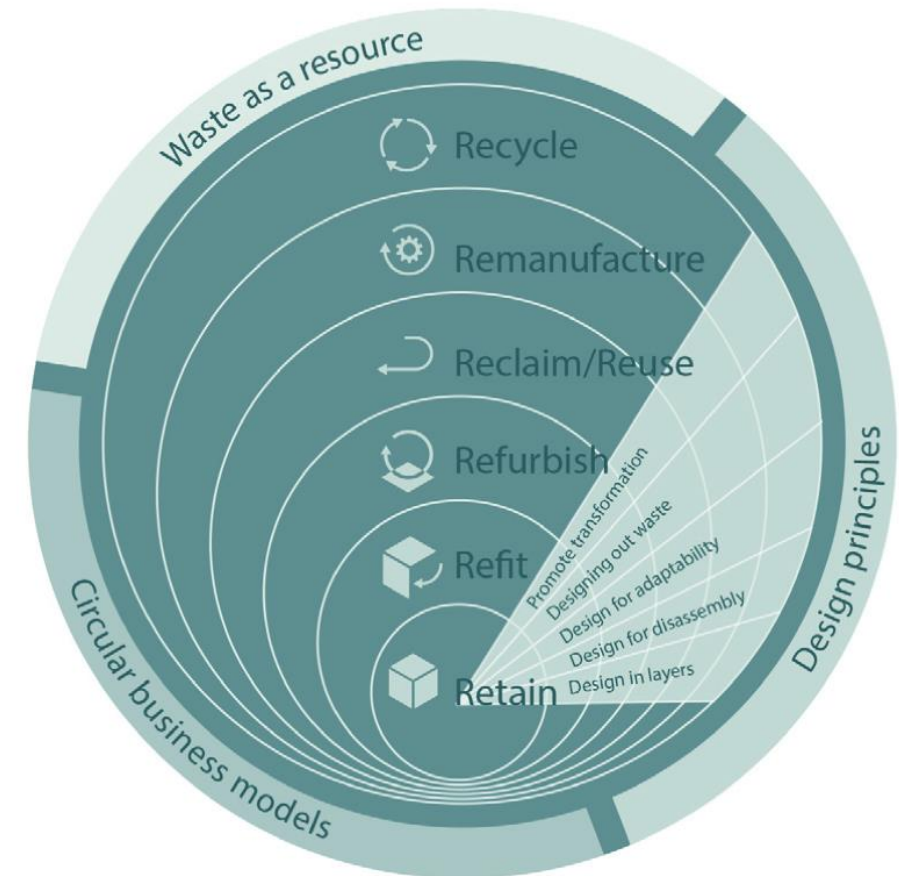 Waste as a resource
Recycle
Remanufacture
Reclaim/Reuse
Refurbish
Refit
Retain
Promote transformation
Designing out waste
Design for adaptability
Design for disassembly
Design in layers
Design principles
Circular business models